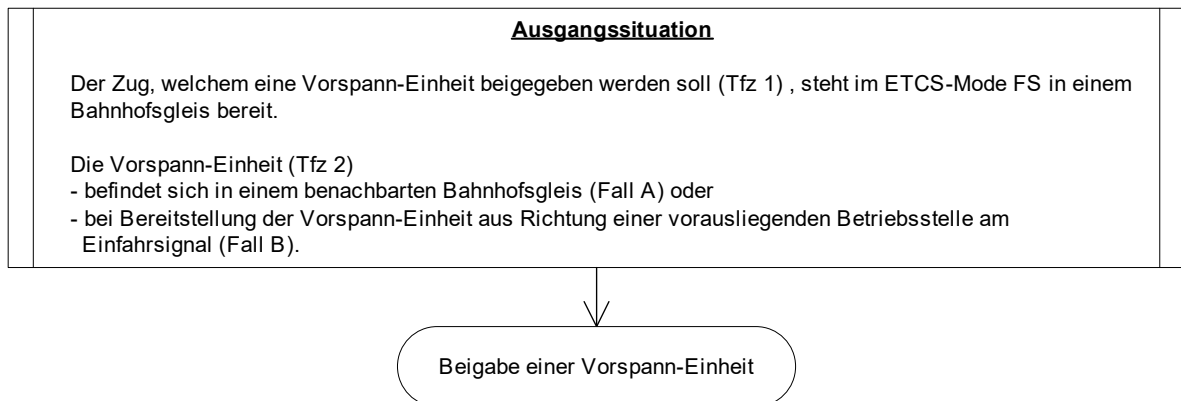 Ausgangssituation
Der Zug, welchem eine Vorspann-Einheit beigegeben werden soll (Tfz 1) , steht im ETCS-Mode FS in einem
Bahnhofsgleis bereit.
Die Vorspann-Einheit (Tfz 2)
- befindet sich in einem benachbarten Bahnhofsgleis (Fall A) oder
- bei Bereitstellung der Vorspann-Einheit aus Richtung einer vorausliegenden Betriebsstelle am
Einfahrsignal (Fall B).
Beigabe einer Vorspann-Einheit